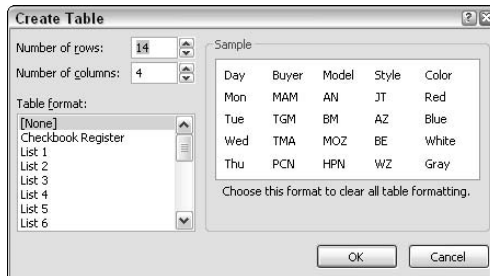 Create Table
Number of rows: 14
Number of columns: 4
Table format:
[None]
Checkbook Register
List 1
List 2
List 3
List 4
List 5
List 6
Sample
Day Buyer Model Style Color
Mon MAM AN JT Red
Tue TGM BM AZ Blue
Wed TMA MOZ BE White
Thu PCN HPN WZ Gray
Choose this format to clear all table formatting.
OK Cancel